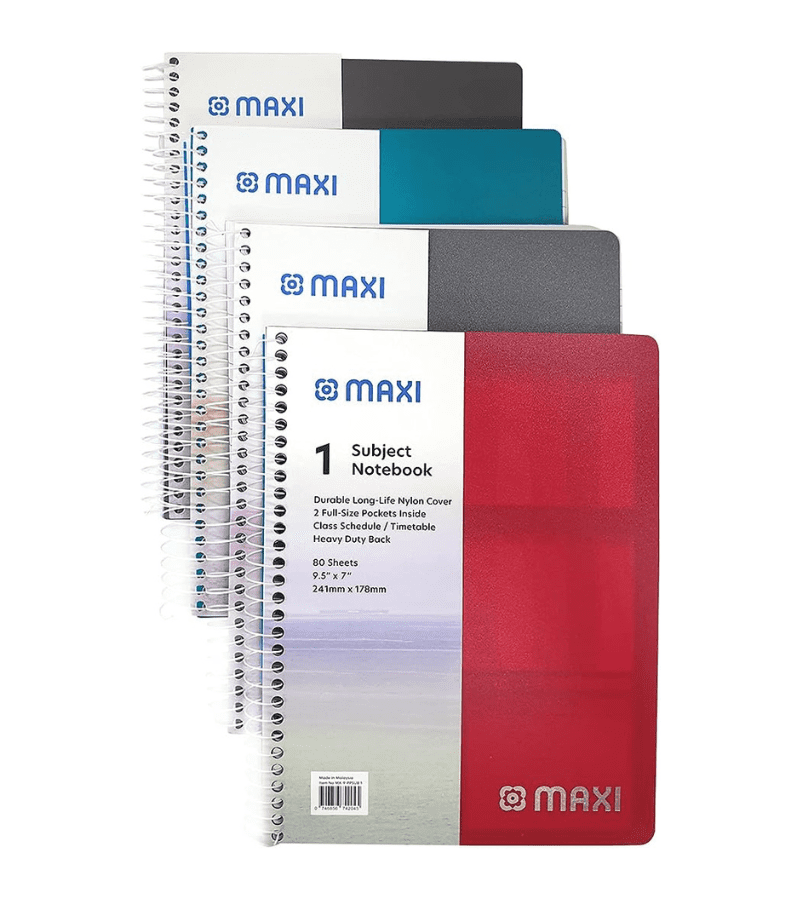 MAXI
MAXI
MAXI
MAXI
1 Subject
Notebook
Durable Long-Life Nylon Cover
2 Full-Size Pockets Inside
Class Schedule / Timetable
Heavy Duty Back
80 Sheets
9.5" x 7"
241mm x 178mm
Made in Malaysia
MAXI